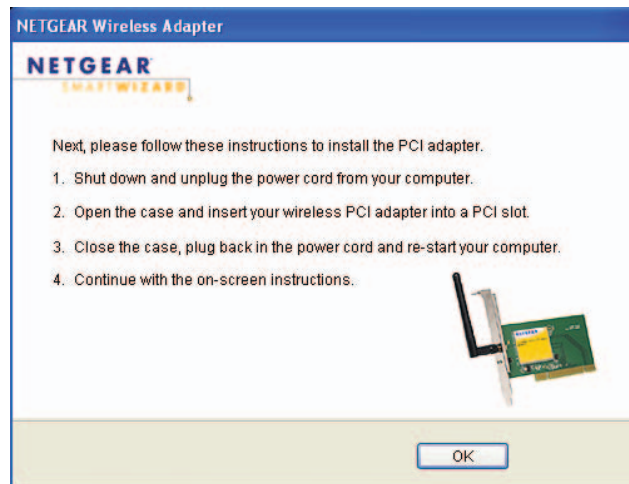 NETGEAR Wireless Adapter
NETGEAR
SMARTWIZARD
Next, please follow these instructions to install the PCI adapter.
1. Shut down and unplug the power cord from your computer.
2. Open the case and insert your wireless PCI adapter into a PCI slot.
3. Close the case, plug back in the power cord and re-start your computer.
4. Continue with the on-screen instructions.
NETGEAR
OK